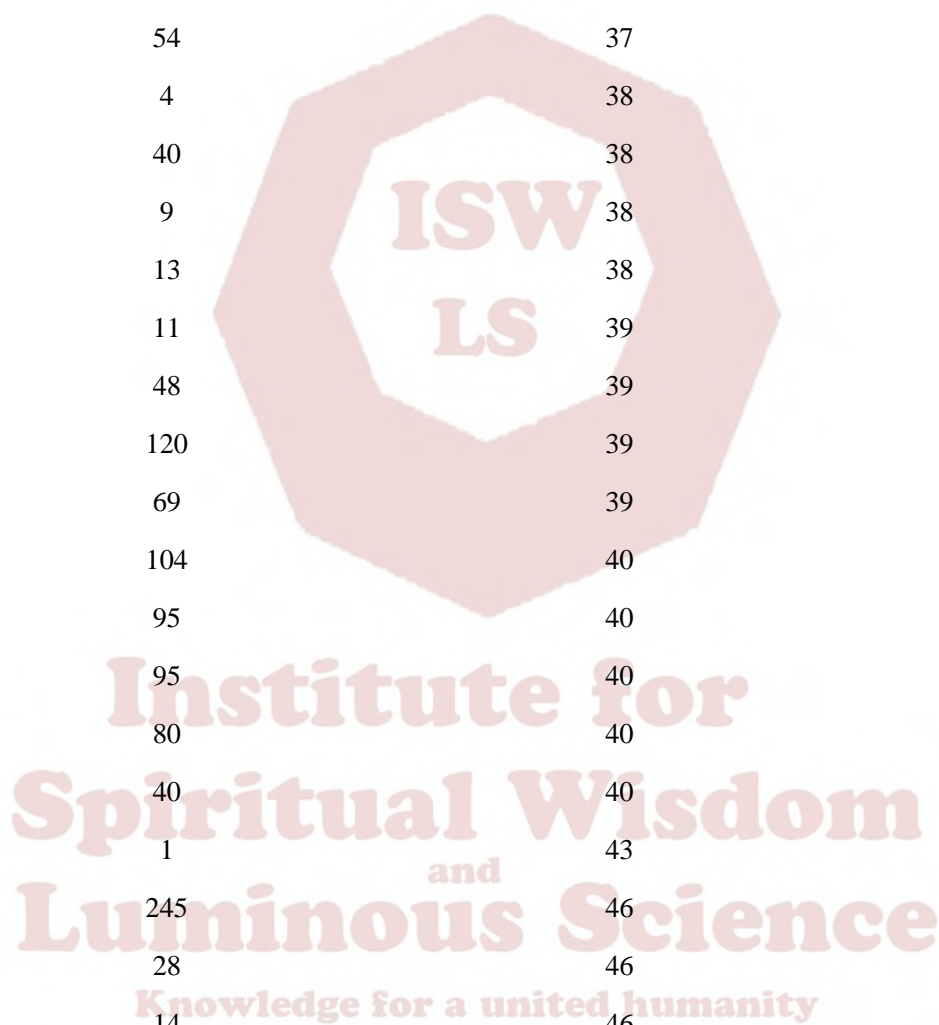 54 37
4 38
40 38
ISW
9 38
13 38
LS
11 39
48 39
120 39
69 39
104 40
95 40
Institute for
95 40
80 40
Spiritual Wisdom
40 40
1 43
and
Luminous Science
245 46
28 46
Knowledge for a united humanity
14 46